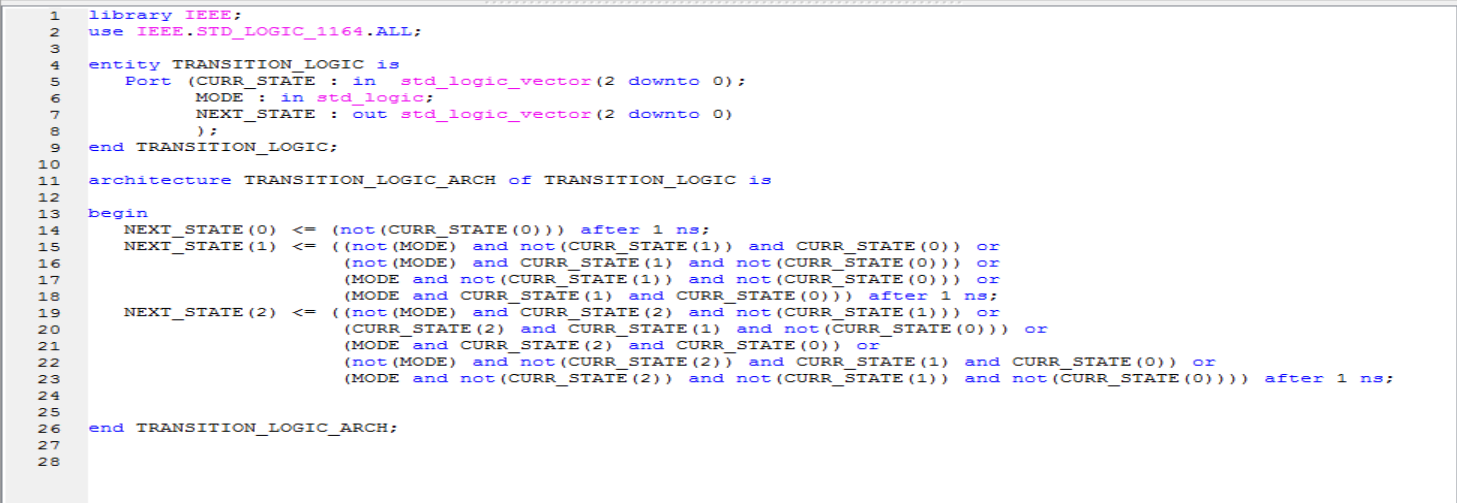 1 library IEEE;
2 use IEEE.STD_LOGIC_1164.ALL;
3
4 entity TRANSITION_LOGIC is
5 Port (CURR_STATE : in std_logic_vector(2 downto 0);
6 MODE : in std_logic;
7 NEXT_STATE : out std_logic_vector(2 downto 0)
8 );
9 end TRANSITION_LOGIC;
10
11 architecture TRANSITION_LOGIC_ARCH of TRANSITION_LOGIC is
12
13 begin
14 NEXT_STATE(0) <= (not(CURR_STATE(0))) after 1 ns;
15 NEXT_STATE(1) <= ((not(MODE) and not(CURR_STATE(1)) and CURR_STATE(0)) or
16 (not(MODE) and CURR_STATE(1) and not(CURR_STATE(0))) or
17 (MODE and not(CURR_STATE(1)) and not(CURR_STATE(0))) or
18 (MODE and CURR_STATE(1) and CURR_STATE(0))) after 1 ns;
19 NEXT_STATE(2) <= ((not(MODE) and CURR_STATE(2) and not(CURR_STATE(1))) or
20 (CURR_STATE(2) and CURR_STATE(1) and not(CURR_STATE(0))) or
21 (MODE and CURR_STATE(2) and CURR_STATE(0)) or
22 (not(MODE) and not(CURR_STATE(2)) and CURR_STATE(1) and CURR_STATE(0)) or
23 (MODE and not(CURR_STATE(2)) and not(CURR_STATE(1)) and not(CURR_STATE(0)))) after 1 ns;
24
25
26 end TRANSITION_LOGIC_ARCH;
27
28